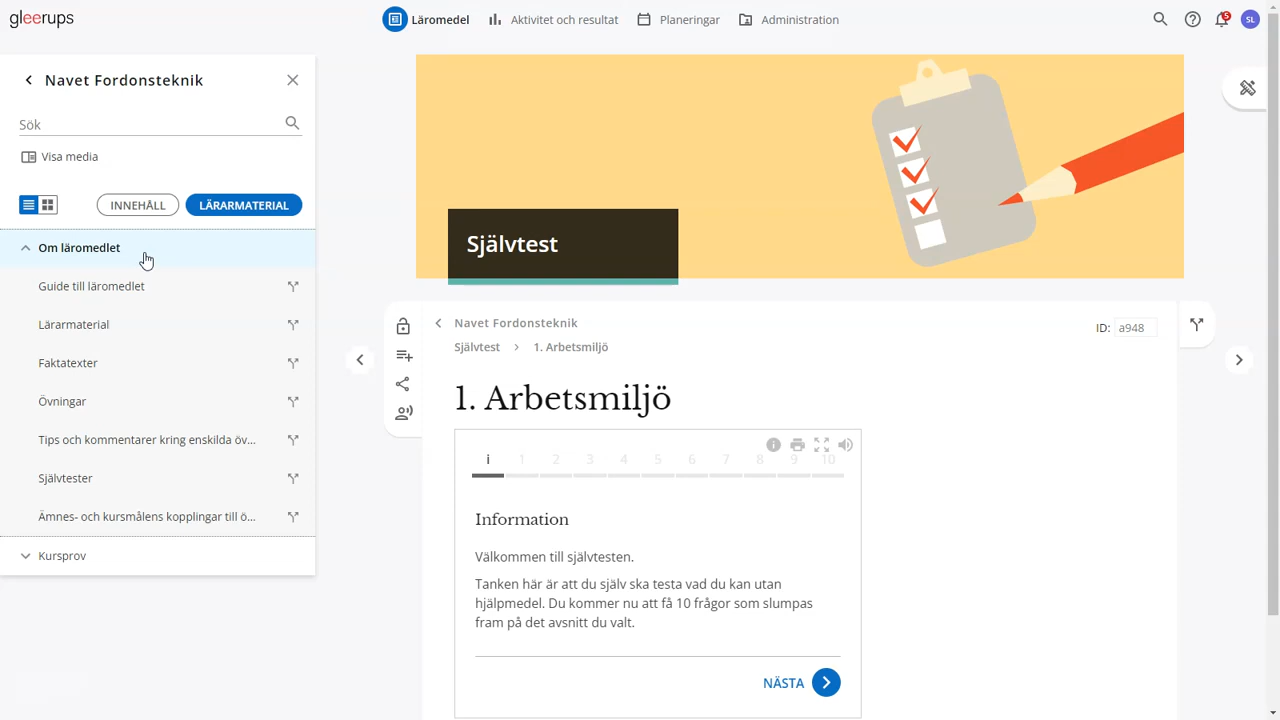 gleerups
Läromedel
Aktivitet och resultat
Planeringar
Administration
5
SL
Navet Fordonsteknik
Sök
Visa media
INNEHÅLL
LÄRARMATERIAL
Om läromedlet
Guide till läromedlet
Lärarmaterial
Faktatexter
Övningar
Tips och kommentarer kring enskilda öv...
Självtester
Ämnes- och kursmålens kopplingar till ö...
Kursprov
Självtest
Navet Fordonsteknik
ID: a948
Självtest > 1. Arbetsmiljö
1. Arbetsmiljö
i 1 2 3 4 5 6 7 8 9 10
Information
Välkommen till självtesten.
Tanken här är att du själv ska testa vad du kan utan
hjälpmedel. Du kommer nu att få 10 frågor som slumpas
fram på det avsnitt du valt.
NÄSTA